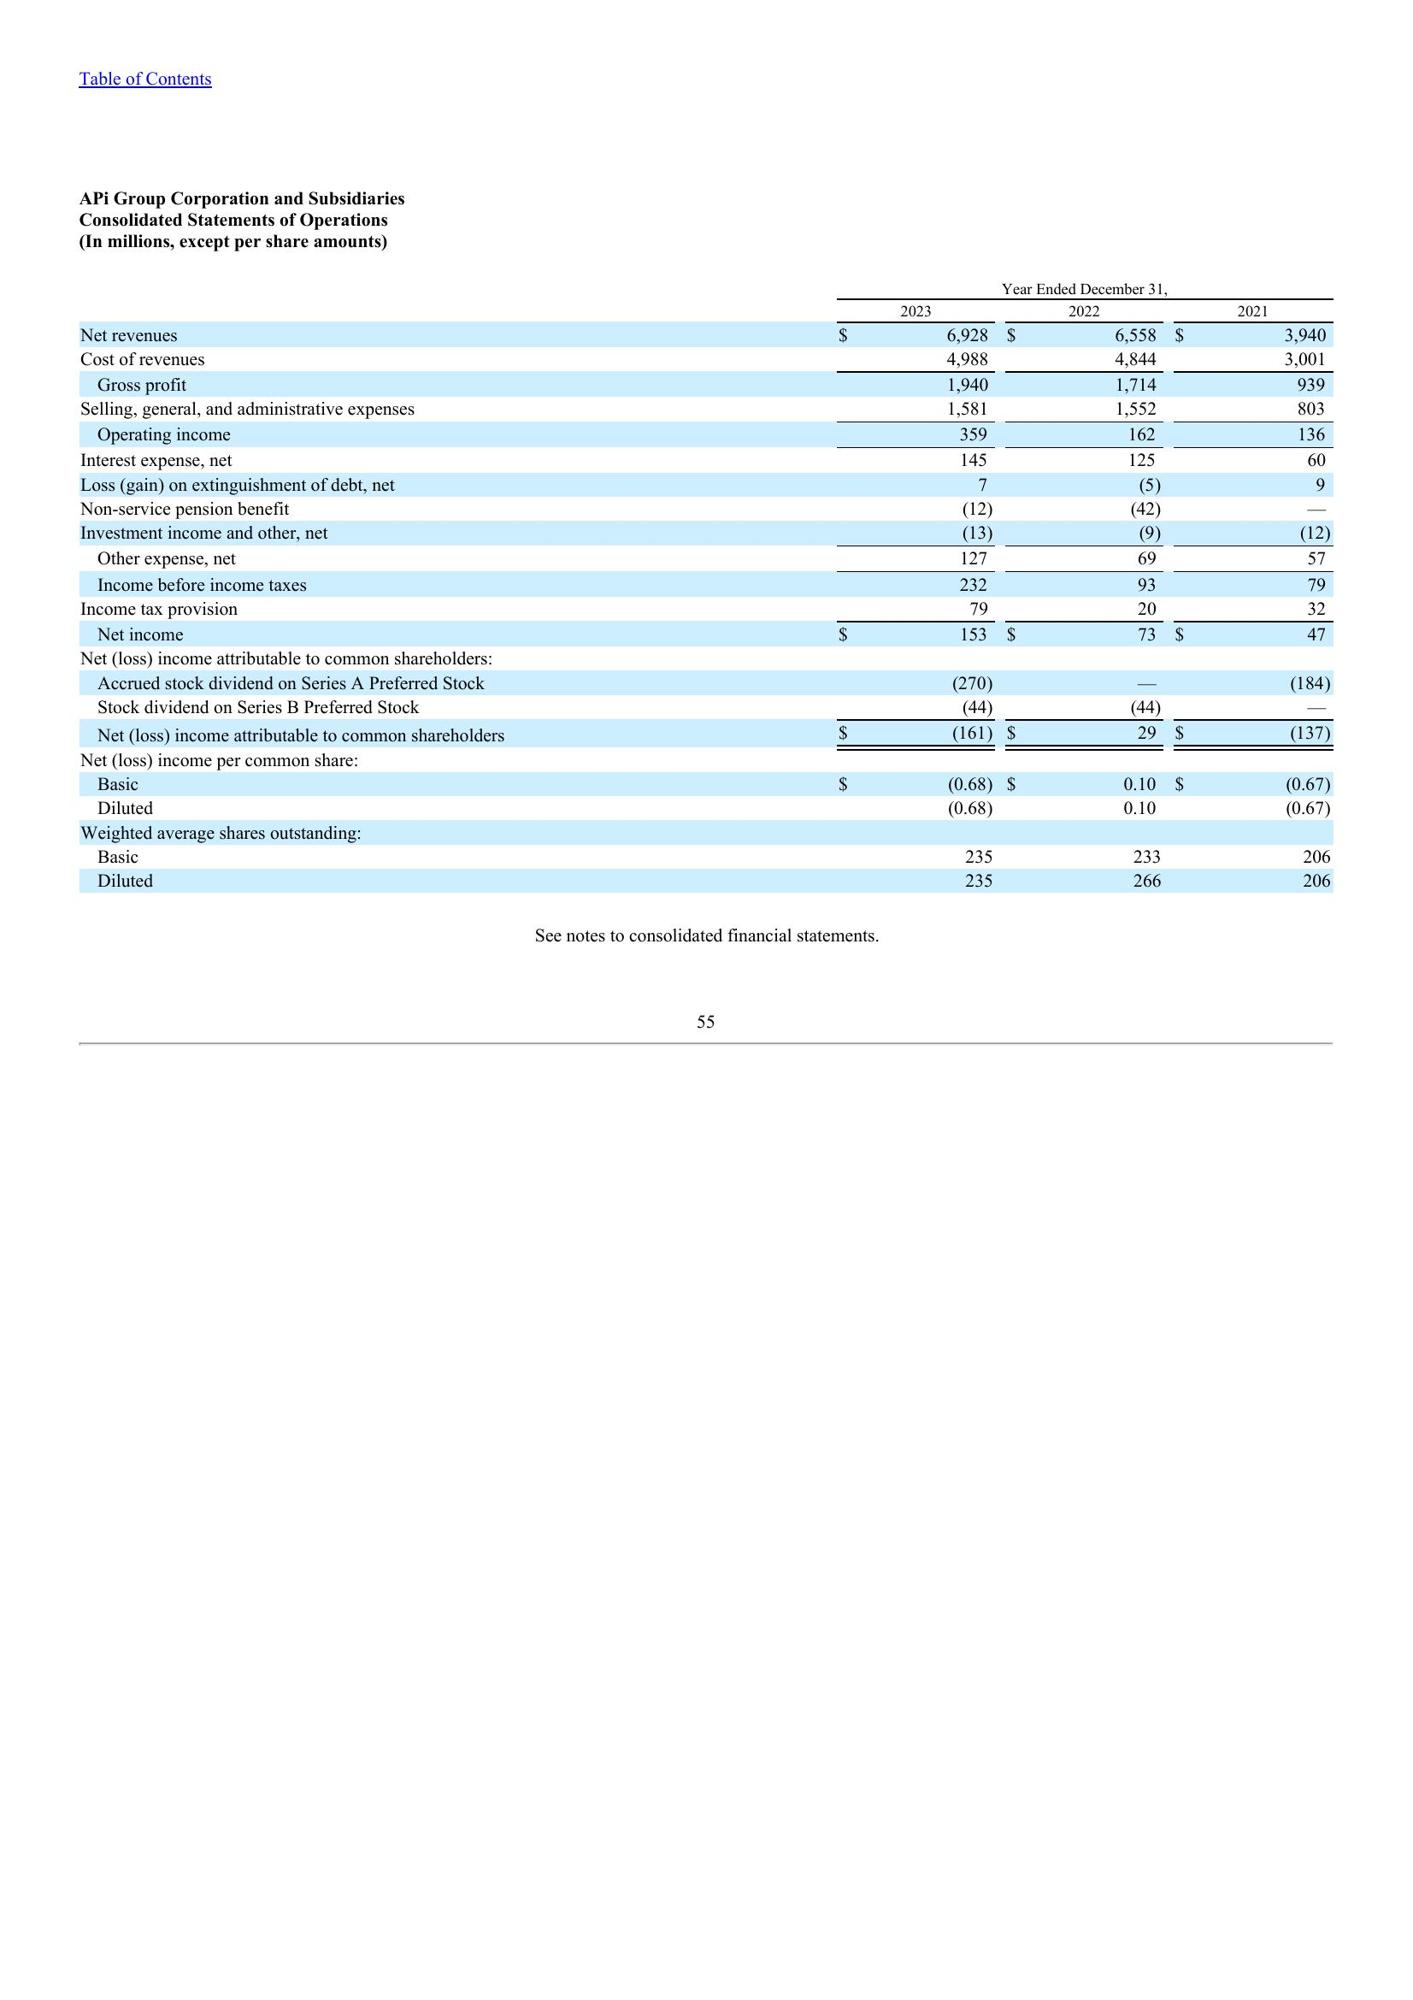 Table of Contents
APi Group Corporation and Subsidiaries
Consolidated Statements of Operations
(In millions, except per share amounts)
Year Ended December 31,
2023 2022 2021
Net revenues $ 6,928 $ 6,558 $ 3,940
Cost of revenues 4,988 4,844 3,001
Gross profit 1,940 1,714 939
Selling, general, and administrative expenses 1,581 1,552 803
Operating income 359 162 136
Interest expense, net 145 125 60
Loss (gain) on extinguishment of debt, net 7 (5) 9
Non-service pension benefit (12) (42) —
Investment income and other, net (13) (9) (12)
Other expense, net 127 69 57
Income before income taxes 232 93 79
Income tax provision 79 20 32
Net income $ 153 $ 73 $ 47
Net (loss) income attributable to common shareholders:
Accrued stock dividend on Series A Preferred Stock (270) — (184)
Stock dividend on Series B Preferred Stock (44) (44) —
Net (loss) income attributable to common shareholders $ (161) $ 29 $ (137)
Net (loss) income per common share:
Basic $ (0.68) $ 0.10 $ (0.67)
Diluted (0.68) 0.10 (0.67)
Weighted average shares outstanding:
Basic 235 233 206
Diluted 235 266 206
See notes to consolidated financial statements.
55